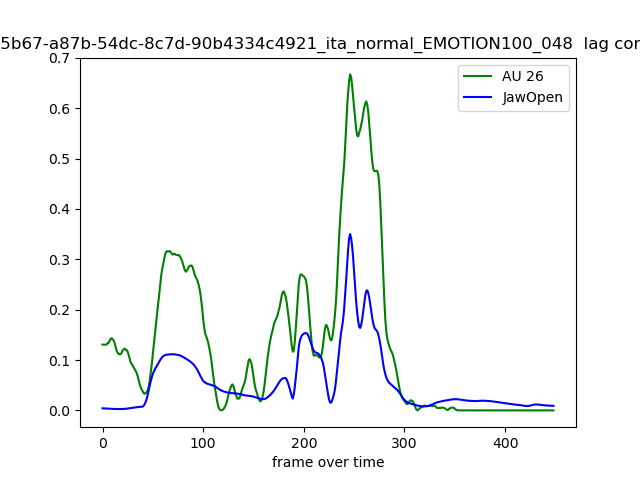 5b67-a87b-54dc-8c7d-90b4334c4921_ita_normal_EMOTION100_048 lag cor
0.7
0.6
0.5
0.4
0.3
0.2
0.1
0.0
AU 26
JawOpen
0 100 200 300 400
frame over time